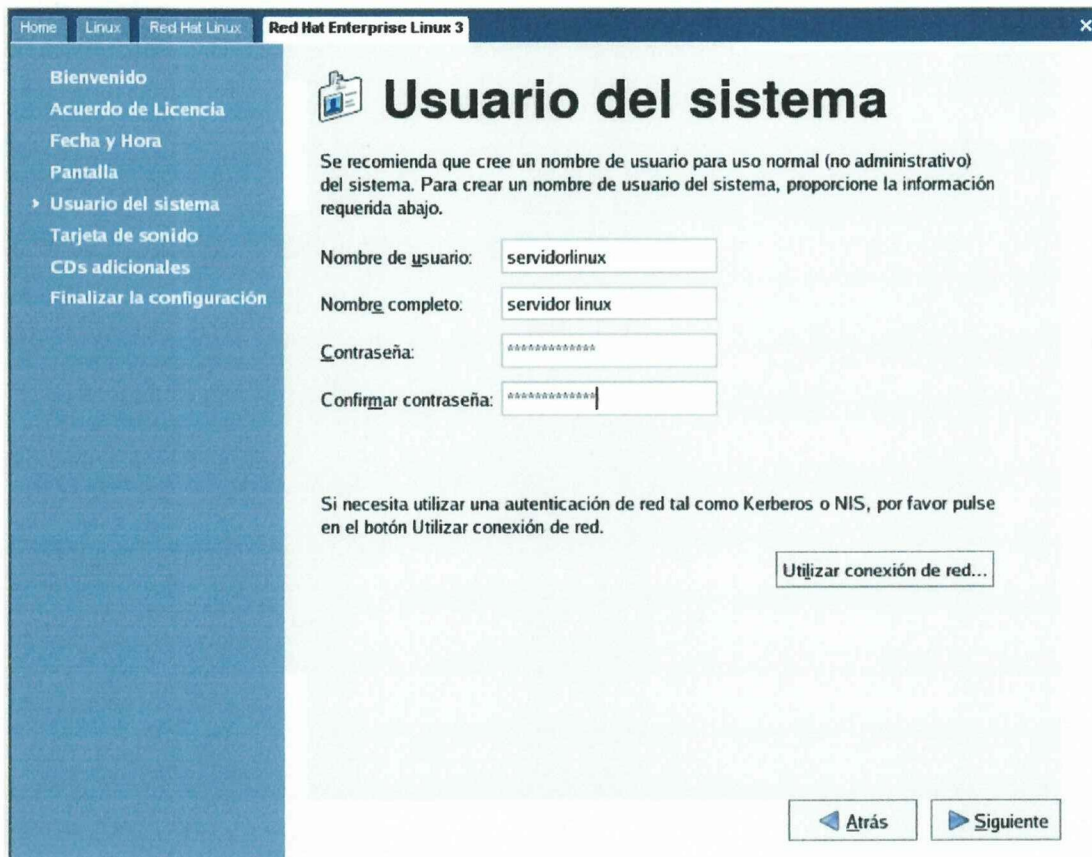 Home Linux Red Hat Linux Red Hat Enterprise Linux 3 ×
Bienvenido
Acuerdo de Licencia
Fecha y Hora
Pantalla
Usuario del sistema
Tarjeta de sonido
CDs adicionales
Finalizar la configuración
Usuario del sistema
Se recomienda que cree un nombre de usuario para uso normal (no administrativo)
del sistema. Para crear un nombre de usuario del sistema, proporcione la información
requerida abajo.
Nombre de usuario: servidorlinux
Nombre completo: servidor linux
Contraseña: *************
Confirmar contraseña: *************
Si necesita utilizar una autenticación de red tal como Kerberos o NIS, por favor pulse
en el botón Utilizar conexión de red.
Utilizar conexión de red...
Atrás Siguiente